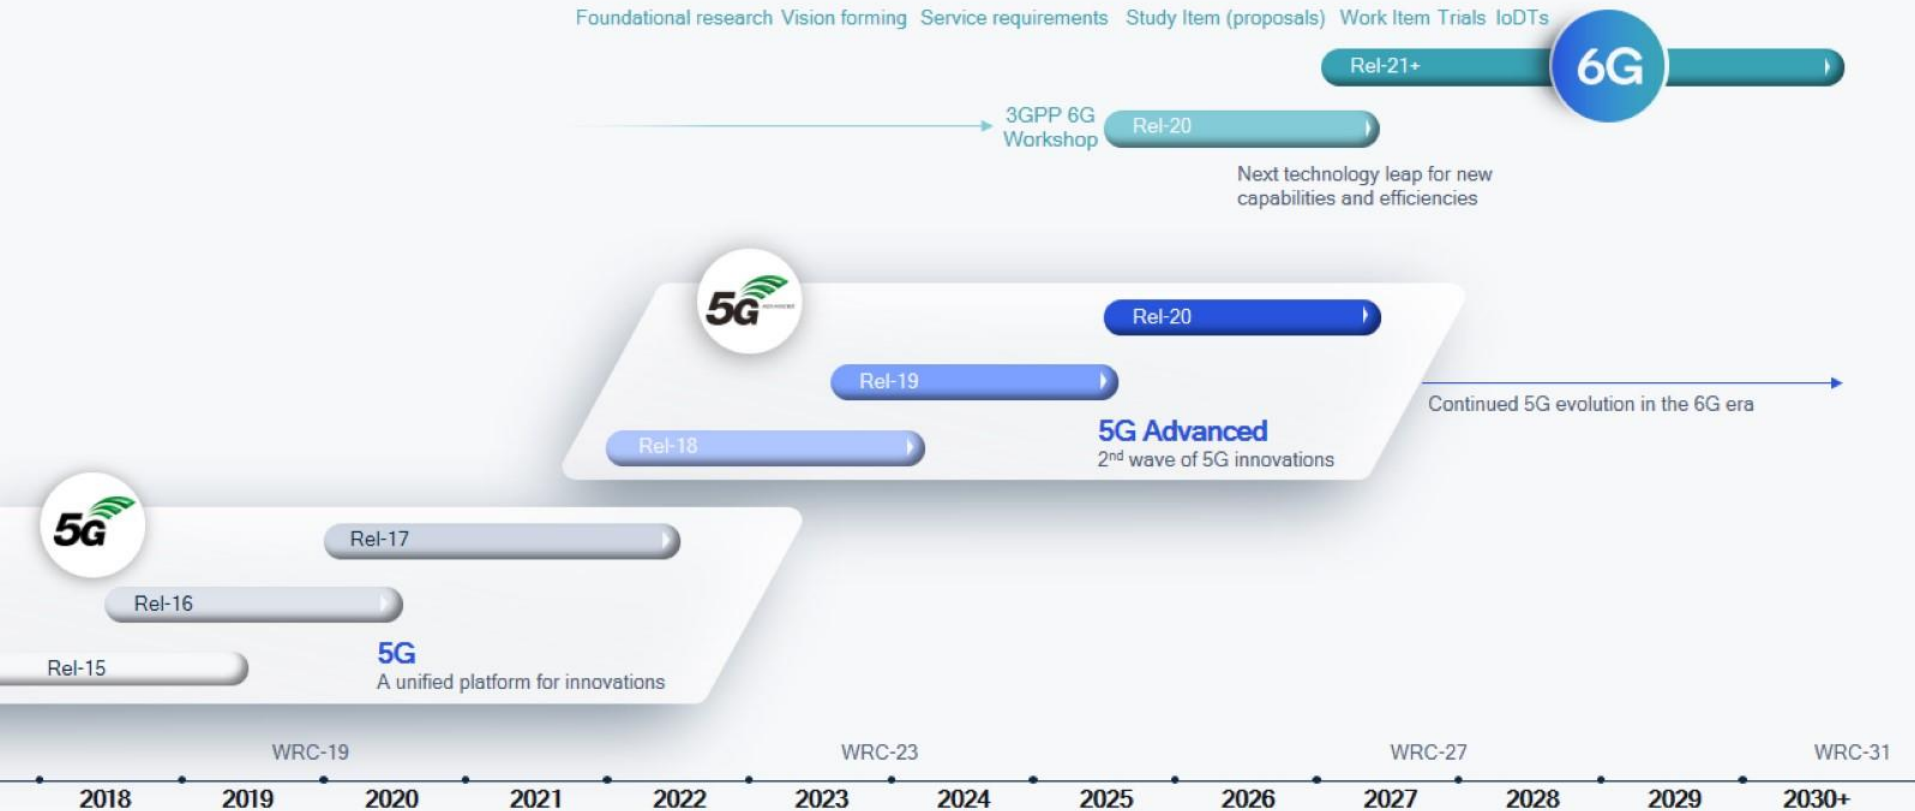 Foundational research Vision forming Service requirements Study Item (proposals) Work Item Trials IoDTs
Rel-21+
6G
3GPP 6G
Workshop
Rel-20
Next technology leap for new
capabilities and efficiencies
5G
Rel-20
Rel-19
Continued 5G evolution in the 6G era
Rel-18
5G Advanced
2nd wave of 5G innovations
5G
Rel-17
Rel-16
5G
Rel-15
A unified platform for innovations
WRC-19 WRC-23 WRC-27 WRC-31
2018 2019 2020 2021 2022 2023 2024 2025 2026 2027 2028 2029 2030+